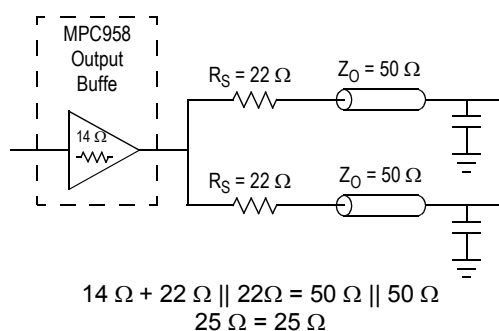 MPC958
Output
Buffe
14 Ω
R_S = 22 Ω
Z_O = 50 Ω
R_S = 22 Ω
Z_O = 50 Ω
14 Ω + 22 Ω || 22Ω = 50 Ω || 50 Ω
25 Ω = 25 Ω